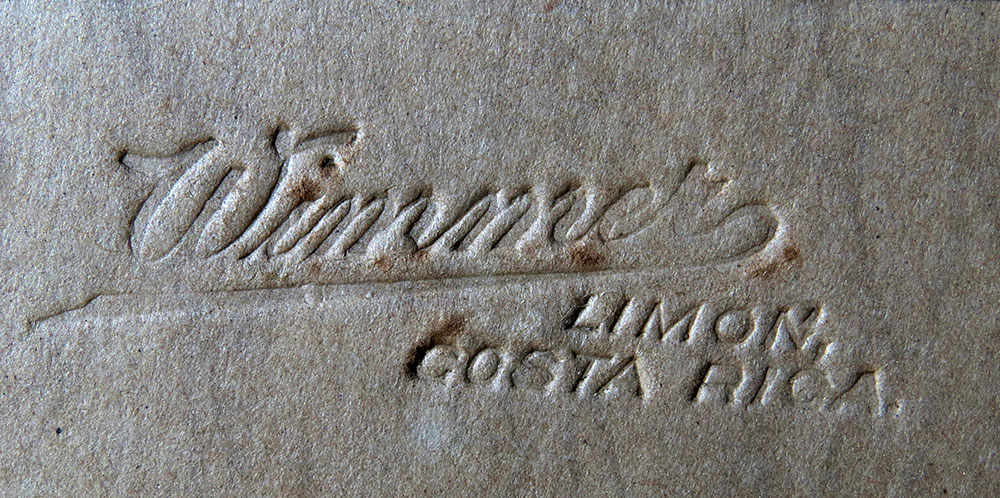 Wimmer
LIMON,
COSTA RICA.